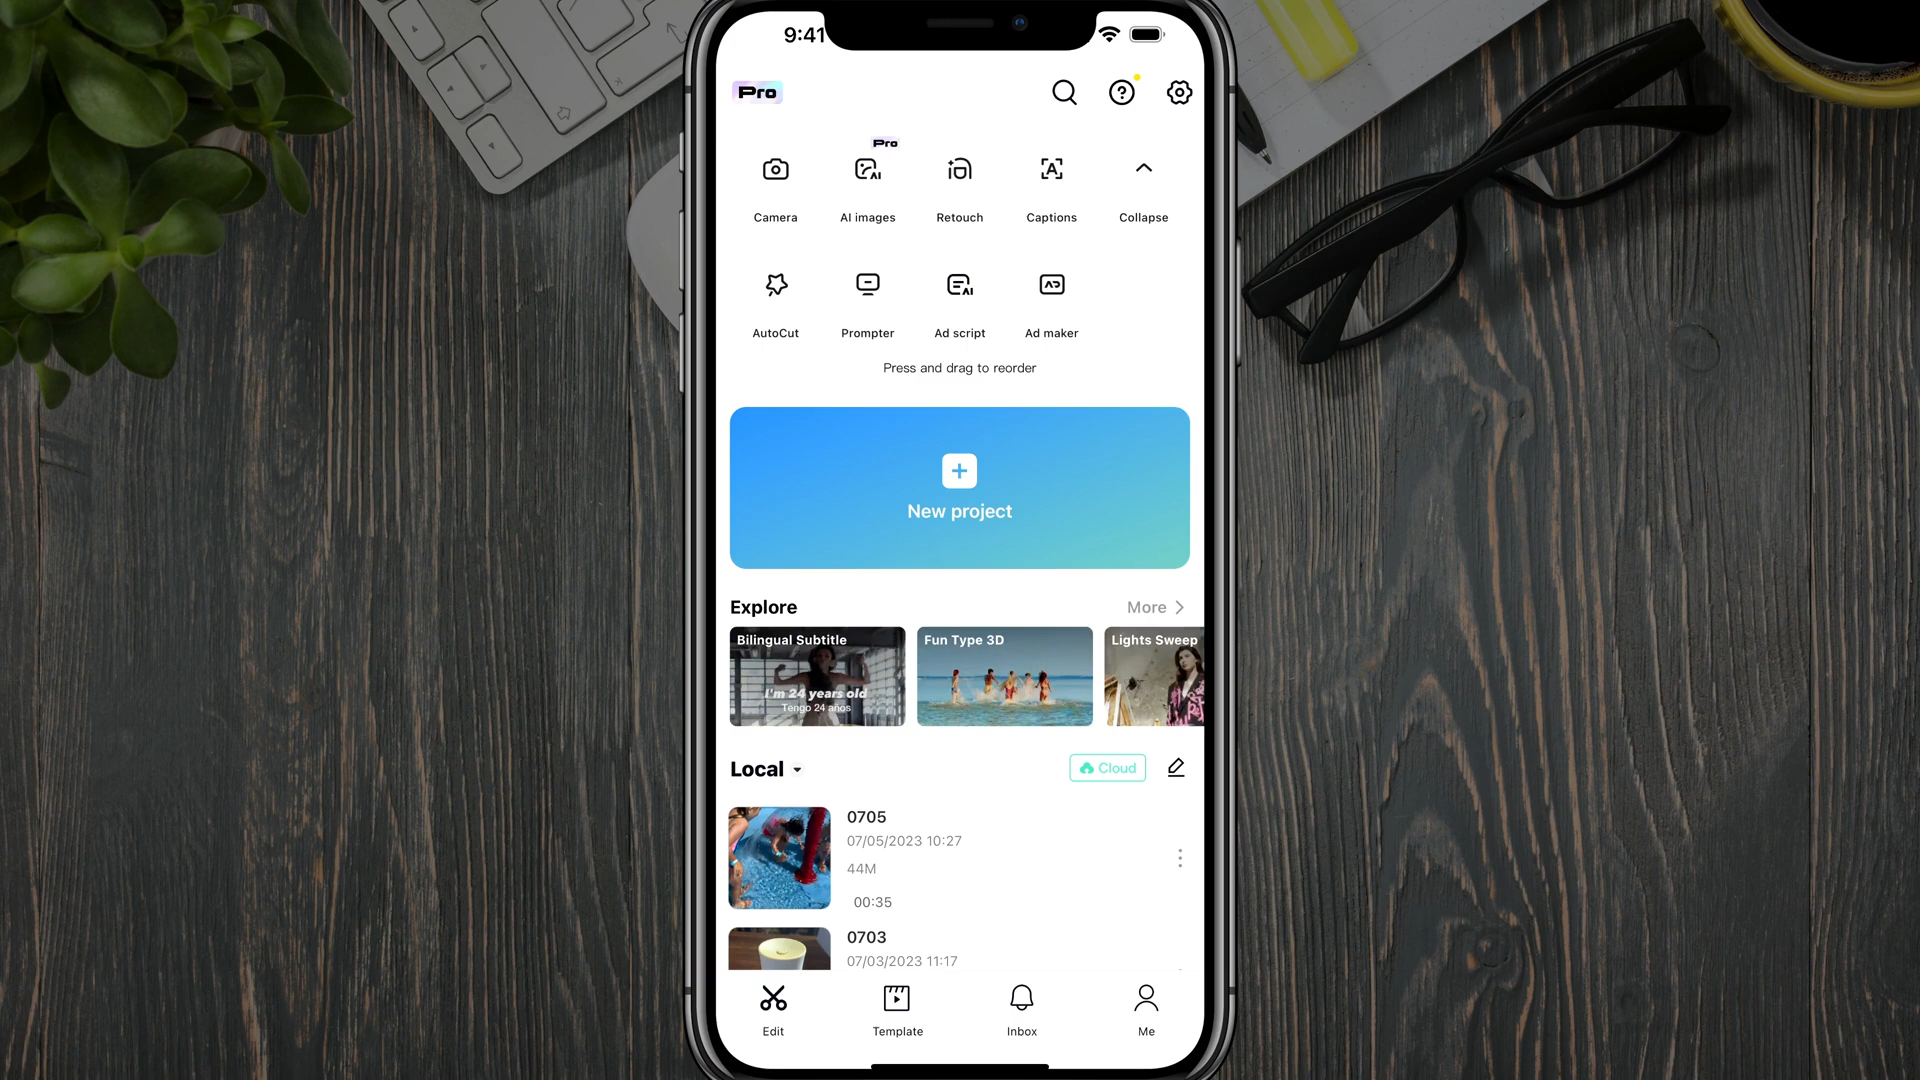 9:41
Pro
Pro
Camera
AI images
Retouch
Captions
Collapse
AutoCut
Prompter
Ad script
Ad maker
Press and drag to reorder
New project
Explore
More
Bilingual Subtitle
I'm 24 years old
Tengo 24 años
Fun Type 3D
Lights Sweep
Local
Cloud
0705
07/05/2023 10:27
44M
00:35
0703
07/03/2023 11:17
Edit
Template
Inbox
Me